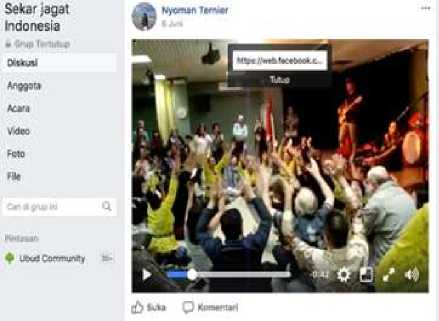 Sekar jagat
Indonesia
Grup Tertutup
Diskusi
Anggota
Acara
Video
Foto
File
Cari di grup ini
Pintasan
Ubud Community
Nyoman Ternier
6 Juni
https://web.facebook.c...
Tutup
-0:42
Suka
Komentari